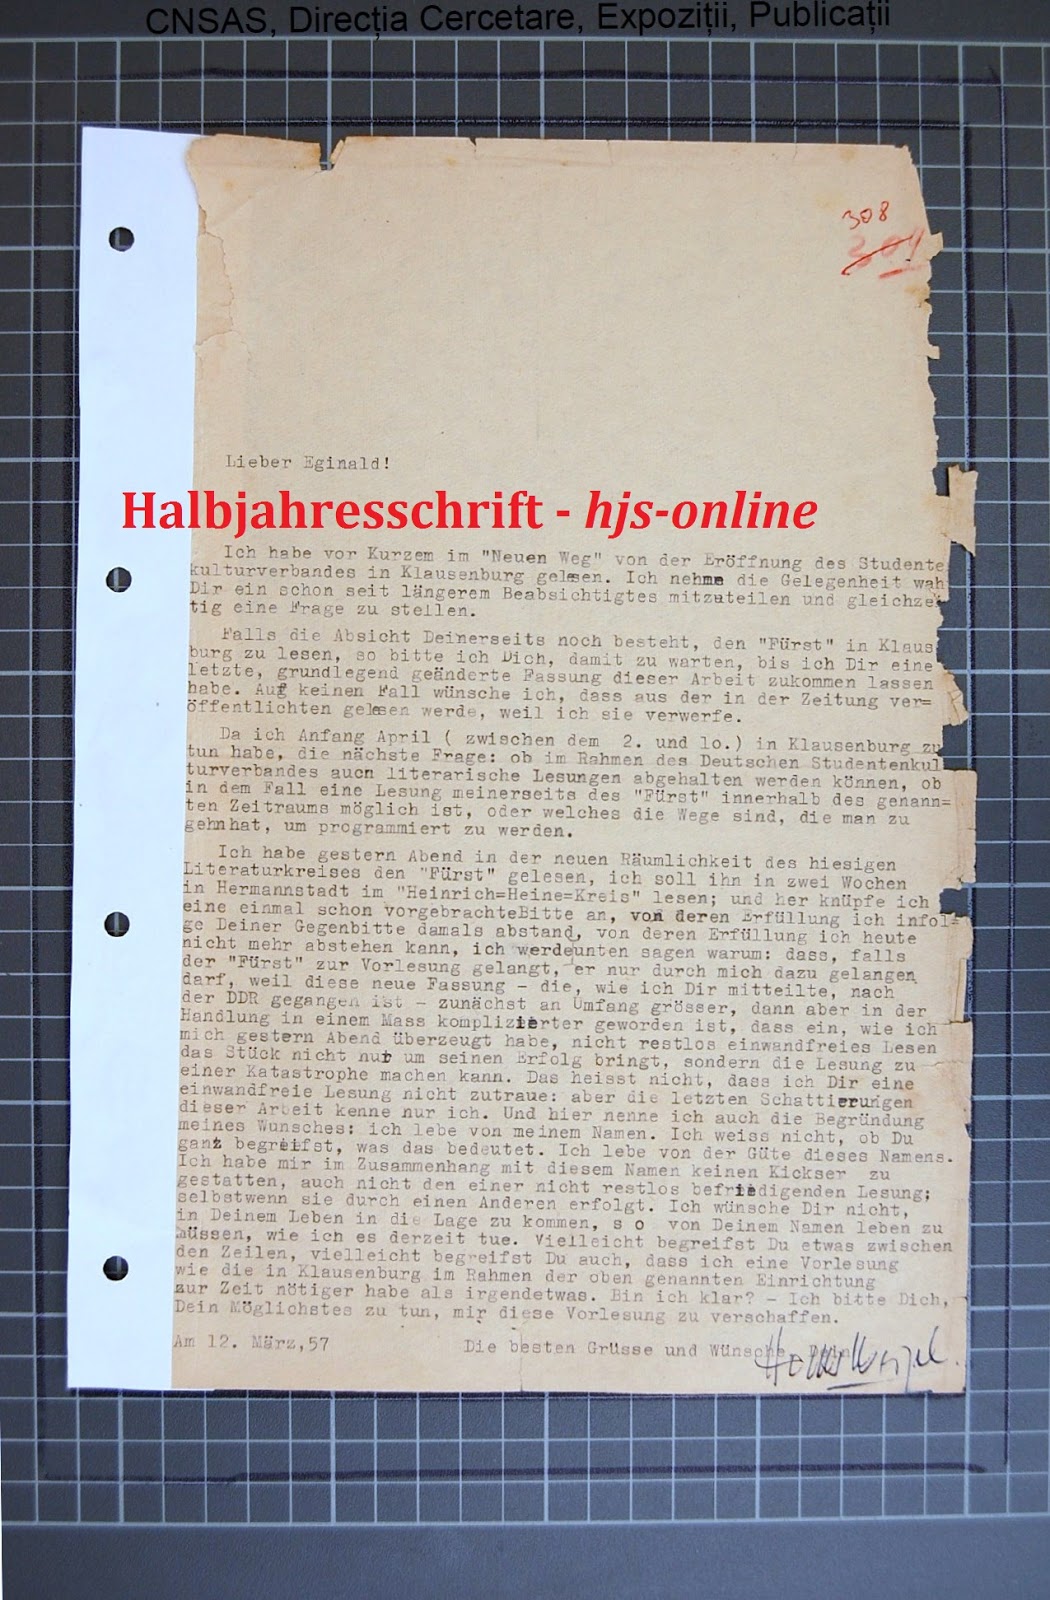 CNSAS, Direcția Cercetare, Expoziții, Publicații
308
301
Lieber Eginald!
Halbjahresschrift - hjs-online
Ich habe vor Kurzem im "Neuen Weg" von der Eröffnung des Studente
kulturverbandes in Klausenburg gelesen. Ich nehme die Gelegenheit wah
Dir ein schon seit längerem Beabsichtigtes mitzuteilen und gleichzei
tig eine Frage zu stellen.
Falls die Absicht Deinerseits noch besteht, den "Fürst" in Klaus
burg zu lesen, so bitte ich Dich, damit zu warten, bis ich Dir eine
letzte, grundlegend geänderte Fassung dieser Arbeit zukommen lassen
habe. Auf keinen Fall wünsche ich, dass aus der in der Zeitung ver=
öffentlichten gelesen werde, weil ich sie verwerfe.
Da ich Anfang April ( zwischen dem 2. und 1o.) in Klausenburg zu
tun habe, die nächste Frage: ob im Rahmen des Deutschen Studentenkul
turverbandes auch literarische Lesungen abgehalten werden können, ob
in dem Fall eine Lesung meinerseits des "Fürst" innerhalb des genann=
ten Zeitraums möglich ist, oder welches die Wege sind, die man zu
gehnhat, um programmiert zu werden.
Ich habe gestern Abend in der neuen Räumlichkeit des hiesigen
Literaturkreises den "Fürst" gelesen, ich soll ihn in zwei Wochen
in Hermannstadt im "Heinrich=Heine=Kreis" lesen; und her knüpfe ich
eine einmal schon vorgebrachteBitte an, von deren Erfüllung ich infol=
ge Deiner Gegenbitte damals abstand, von deren Erfüllung ich heute
nicht mehr abstehen kann, ich werdeunten sagen warum: dass, falls
der "Fürst" zur Vorlesung gelangt, er nur durch mich dazu gelangen
darf, weil diese neue Fassung - die, wie ich Dir mitteilte, nach
der DDR gegangen ist - zunächst an Umfang grösser, dann aber in der
Handlung in einem Mass komplizierter geworden ist, dass ein, wie ich
mich gestern Abend überzeugt habe, nicht restlos einwandfreies Lesen
das Stück nicht nur um seinen Erfolg bringt, sondern die Lesung zu
einer Katastrophe machen kann. Das heisst nicht, dass ich Dir eine
einwandfreie Lesung nicht zutraue: aber die letzten Schattierungen
dieser Arbeit kenne nur ich. Und hier nenne ich auch die Begründung
meines Wunsches: ich lebe von meinem Namen. Ich weiss nicht, ob Du
ganz begreifst, was das bedeutet. Ich lebe von der Güte dieses Namens.
Ich habe mir im Zusammenhang mit diesem Namen keinen Kickser zu
gestatten, auch nicht den einer nicht restlos befriedigenden Lesung;
selbstwenn sie durch einen Anderen erfolgt. Ich wünsche Dir nicht,
in Deinem Leben in die Lage zu kommen, s o von Deinem Namen leben zu
müssen, wie ich es derzeit tue. Vielleicht begreifst Du etwas zwischen
den Zeilen, vielleicht begreifst Du auch, dass ich eine Vorlesung
wie die in Klausenburg im Rahmen der oben genannten Einrichtung
zur Zeit nötiger habe als irgendetwas. Bin ich klar? - Ich bitte Dich,
Dein Möglichstes zu tun, mir diese Vorlesung zu verschaffen.
Am 12. März,57 Die besten Grüsse und Wünsche, Dein